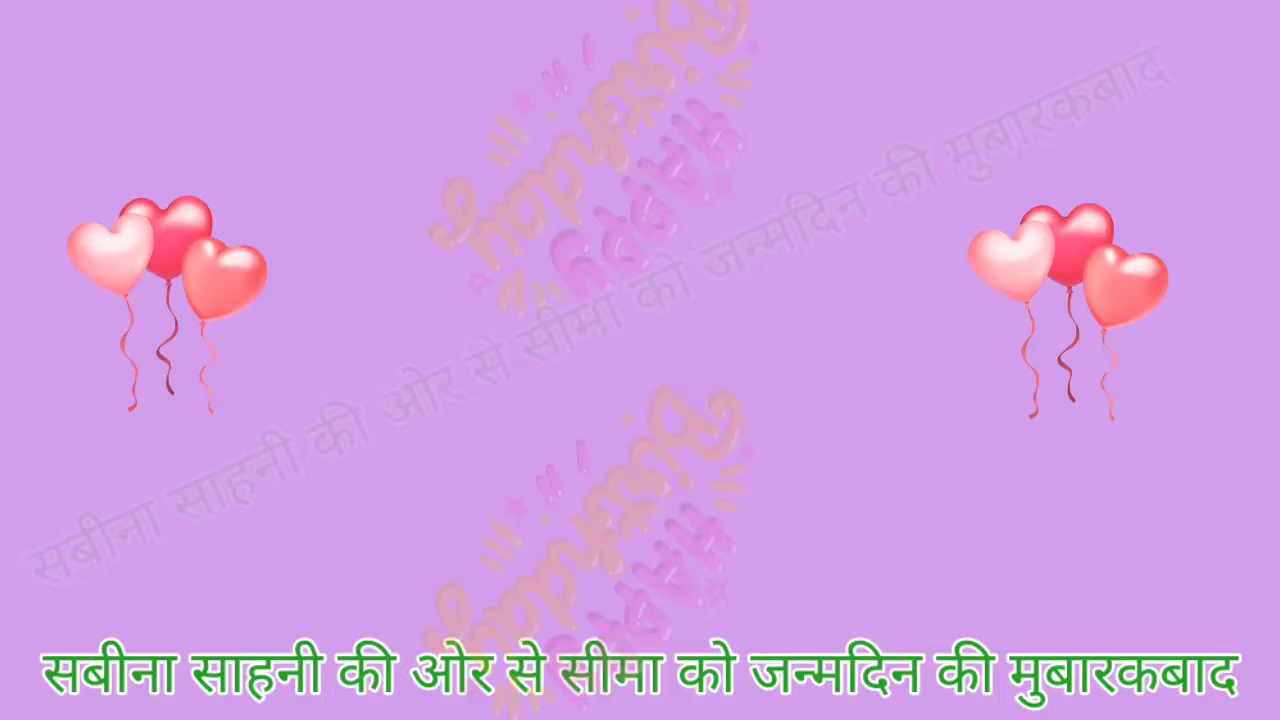 Birthday
HAPPY
सबीना साहनी की ओर से सीमा को जन्मदिन की मुबारकबाद
Birthday
HAPPY
सबीना साहनी की ओर से सीमा को जन्मदिन की मुबारकबाद